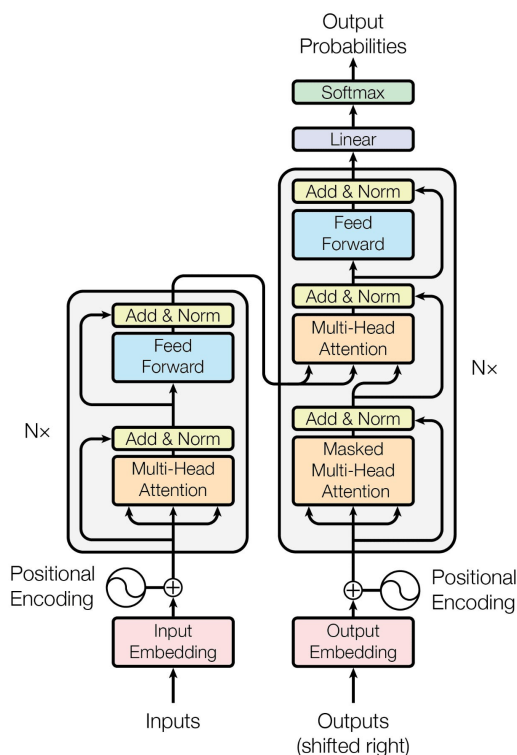 Output
Probabilities
Softmax
Linear
Add & Norm
Feed
Forward
Add & Norm
Multi-Head
Attention
Add & Norm
Masked
Multi-Head
Attention
N×
Positional
Encoding
Output
Embedding
Outputs
(shifted right)
Add & Norm
Feed
Forward
Add & Norm
Multi-Head
Attention
N×
Positional
Encoding
Input
Embedding
Inputs